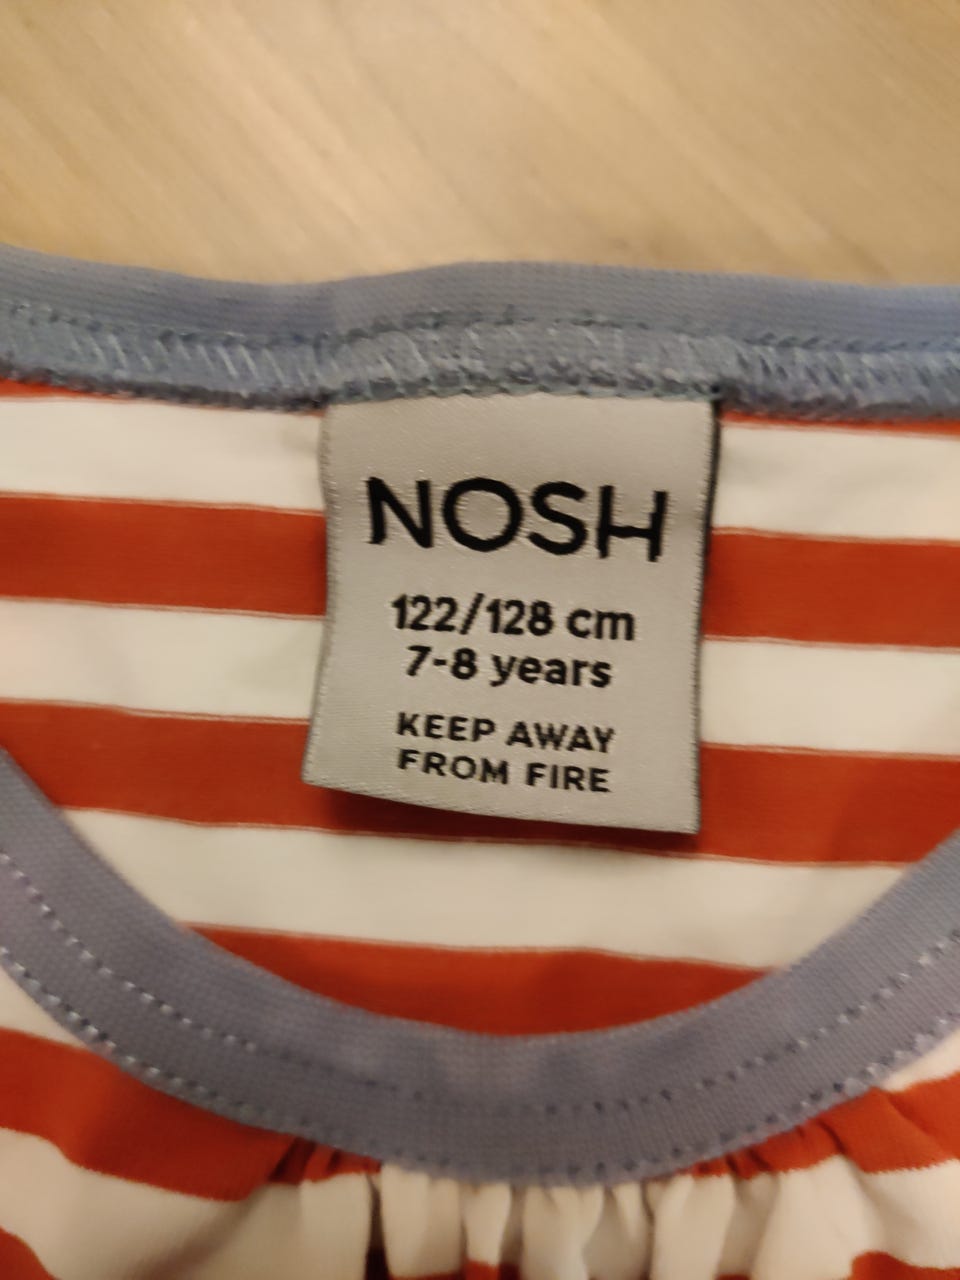 NOSH
122/128 cm
7-8 years
KEEP AWAY
FROM FIRE